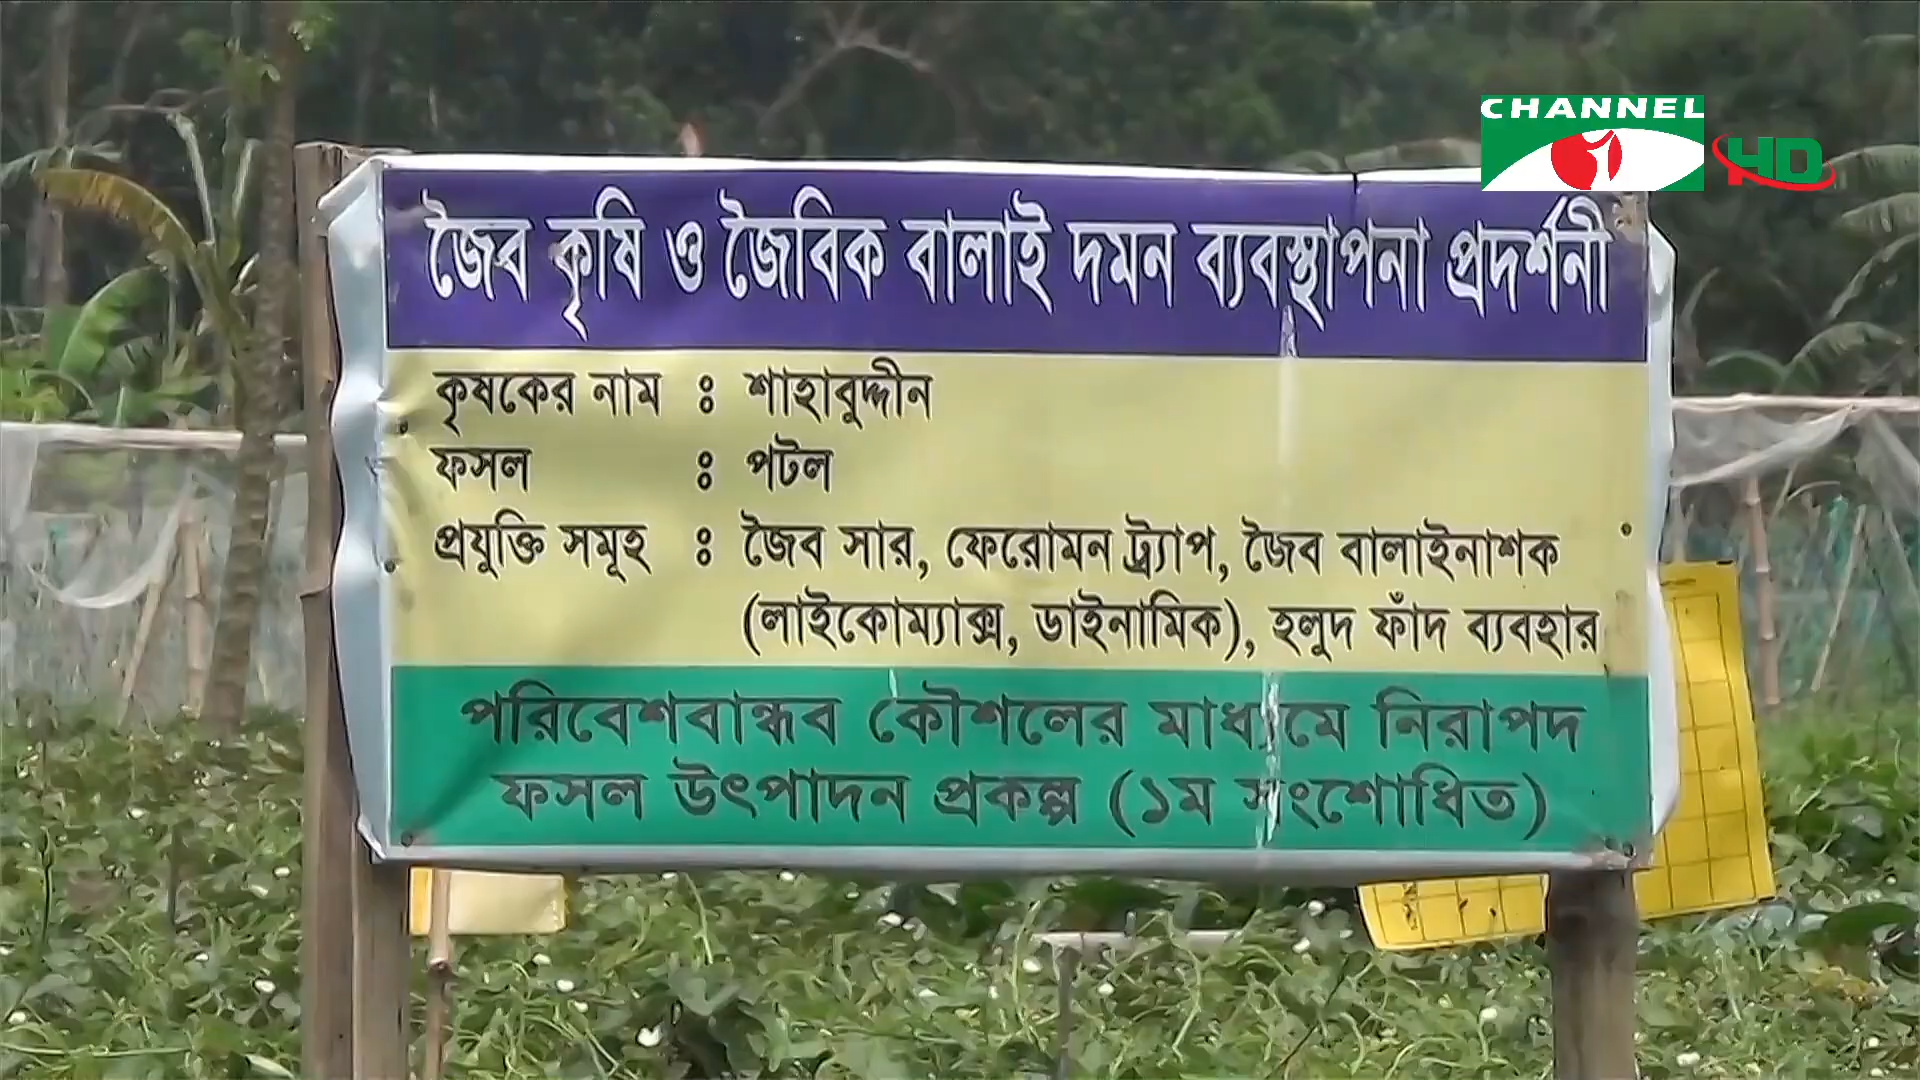 CHANNEL
HD
জৈব কৃষি ও জৈবিক বালাই দমন ব্যবস্থাপনা প্রদর্শনী
কৃষকের নাম : শাহাবুদ্দীন
ফসল : পটল
প্রযুক্তি সমূহ : জৈব সার, ফেরোমন ট্র্যাপ, জৈব বালাইনাশক
(লাইকোম্যাক্স, ডাইনামিক), হলুদ ফাঁদ ব্যবহার
পরিবেশবান্ধব কৌশলের মাধ্যমে নিরাপদ
ফসল উৎপাদন প্রকল্প (১ম সংশোধিত)